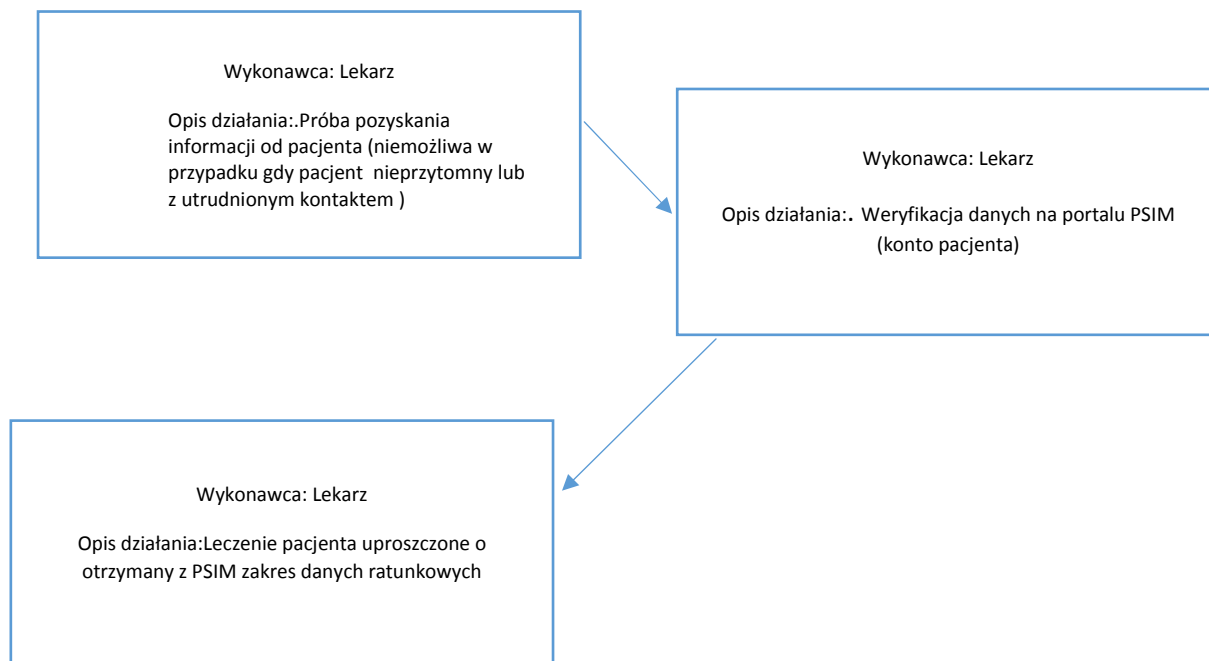 Wykonawca: Lekarz
Opis działania:.Próba pozyskania
informacji od pacjenta (niemożliwa w
przypadku gdy pacjent  nieprzytomny lub
z utrudnionym kontaktem )
Wykonawca: Lekarz
Opis działania:. Weryfikacja danych na portalu PSIM
(konto pacjenta)
Wykonawca: Lekarz
Opis działania:Leczenie pacjenta uproszczone o
otrzymany z PSIM zakres danych ratunkowych